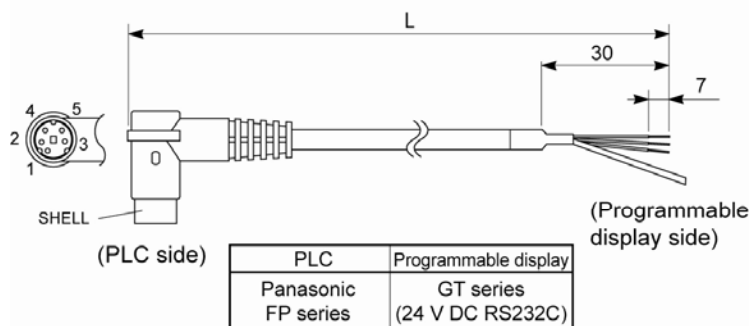 L
30
7
4 5
2 3
1
SHELL
(PLC side)
(Programmable
display side)
PLC Programmable display
Panasonic GT series
FP series (24 V DC RS232C)